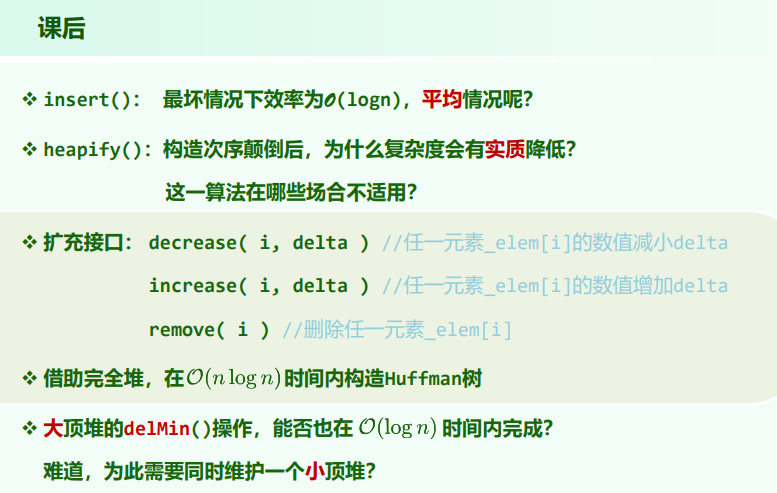 课后
❖ insert()： 最坏情况下效率为𝒪(logn)，平均情况呢？
❖ heapify()：构造次序颠倒后，为什么复杂度会有实质降低？
这一算法在哪些场合不适用？
❖ 扩充接口： decrease( i, delta ) //任一元素_elem[i]的数值减小delta
increase( i, delta ) //任一元素_elem[i]的数值增加delta
remove( i ) //删除任一元素_elem[i]
❖ 借助完全堆，在𝒪(n log n)时间内构造Huffman树
❖ 大顶堆的delMin()操作，能否也在 𝒪(log n) 时间内完成？
难道，为此需要同时维护一个小顶堆？